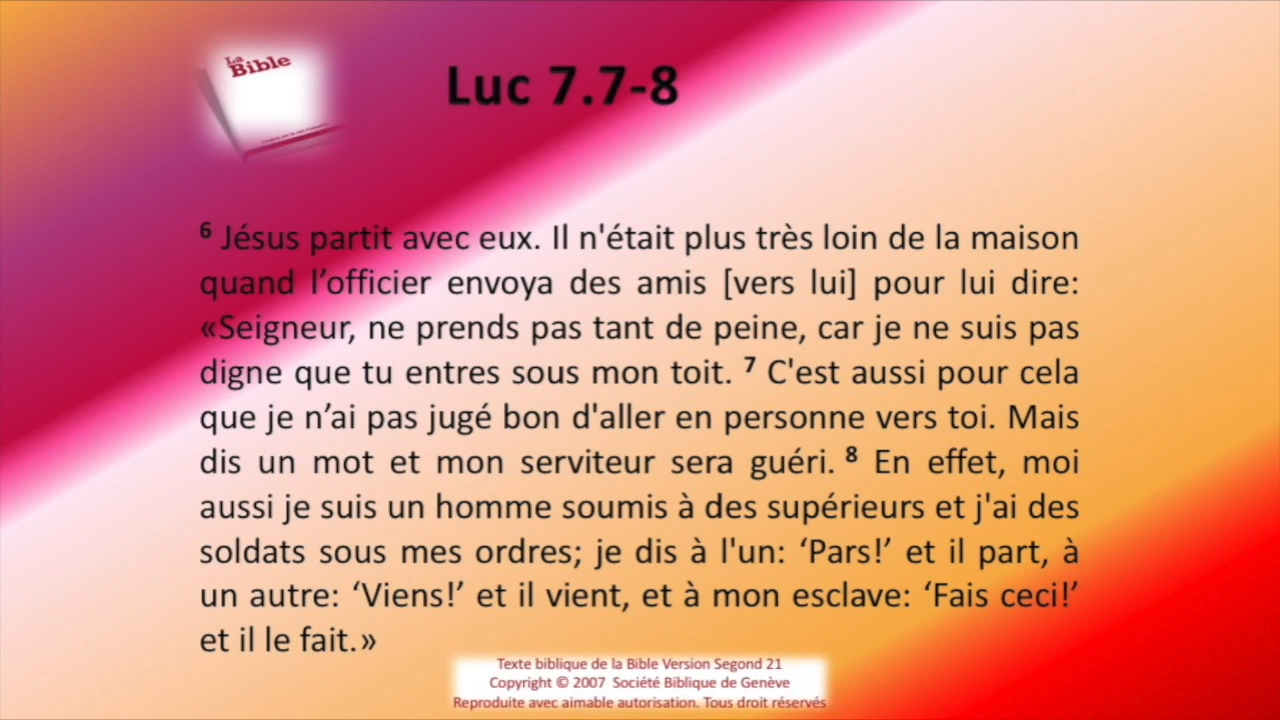 La
Bible
Luc 7.7-8
6 Jésus partit avec eux. Il n'était plus très loin de la maison
quand l’officier envoya des amis [vers lui] pour lui dire:
«Seigneur, ne prends pas tant de peine, car je ne suis pas
digne que tu entres sous mon toit. 7 C'est aussi pour cela
que je n’ai pas jugé bon d'aller en personne vers toi. Mais
dis un mot et mon serviteur sera guéri. 8 En effet, moi
aussi je suis un homme soumis à des supérieurs et j'ai des
soldats sous mes ordres; je dis à l'un: ‘Pars!’ et il part, à
un autre: ‘Viens!’ et il vient, et à mon esclave: ‘Fais ceci!’
et il le fait.»
Texte biblique de la Bible Version Segond 21
Copyright © 2007 Société Biblique de Genève
Reproduite avec aimable autorisation. Tous droit réservés